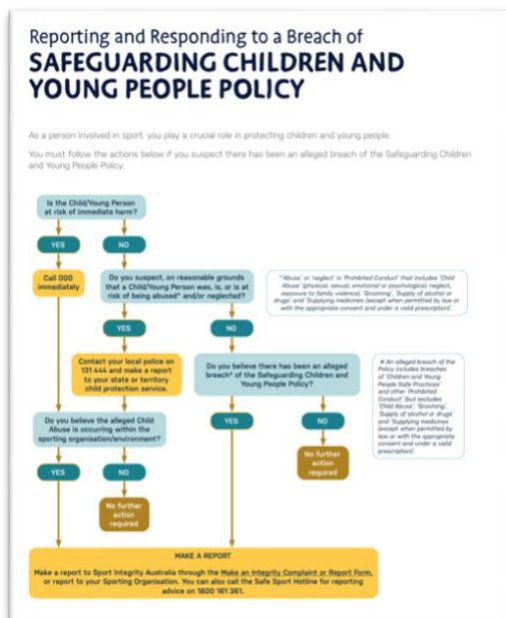 Reporting and Responding to a Breach of
SAFEGUARDING CHILDREN AND
YOUNG PEOPLE POLICY
As a person involved in sport, you play a crucial role in protecting children and young people.
You must follow the actions below if you suspect there has been an alleged breach of the Safeguarding Children
and Young People Policy.
Is the Child/Young Person
at risk of immediate harm?
YES
NO
Call 000
immediately
Do you suspect, on reasonable grounds
that a Child/Young Person was, is, or is at
risk of being abused* and/or neglected?
*'Abuse' or 'neglect' is 'Prohibited Conduct' that includes 'Child
Abuse' (physical, sexual, emotional or psychological), neglect,
exposure to family violence), 'Grooming', 'Supply of alcohol or
drugs' and 'Supplying medicines (except when permitted by law or
with the appropriate consent and under a valid prescription)'.
YES
NO
Contact your local police on
131 444 and make a report
to your state or territory
child protection service.
Do you believe there has been an alleged
breach# of the Safeguarding Children and
Young People Policy?
# An alleged breach of the
Policy includes breaches
of 'Children and Young
People Safe Practices'
and other 'Prohibited
Conduct' (but excludes
'Child Abuse', 'Grooming',
'Supply of alcohol or drugs'
and 'Supplying medicines
(except when permitted by
law or with the appropriate
consent and under a valid
prescription)'.
Do you believe the alleged Child
Abuse is occurring within the
sporting organisation/environment?
YES
NO
YES
NO
No further
action
required
No further
action
required
MAKE A REPORT
Make a report to Sport Integrity Australia through the Make an Integrity Complaint or Report Form,
or report to your Sporting Organisation. You can also call the Safe Sport Hotline for reporting
advice on 1800 161 361.